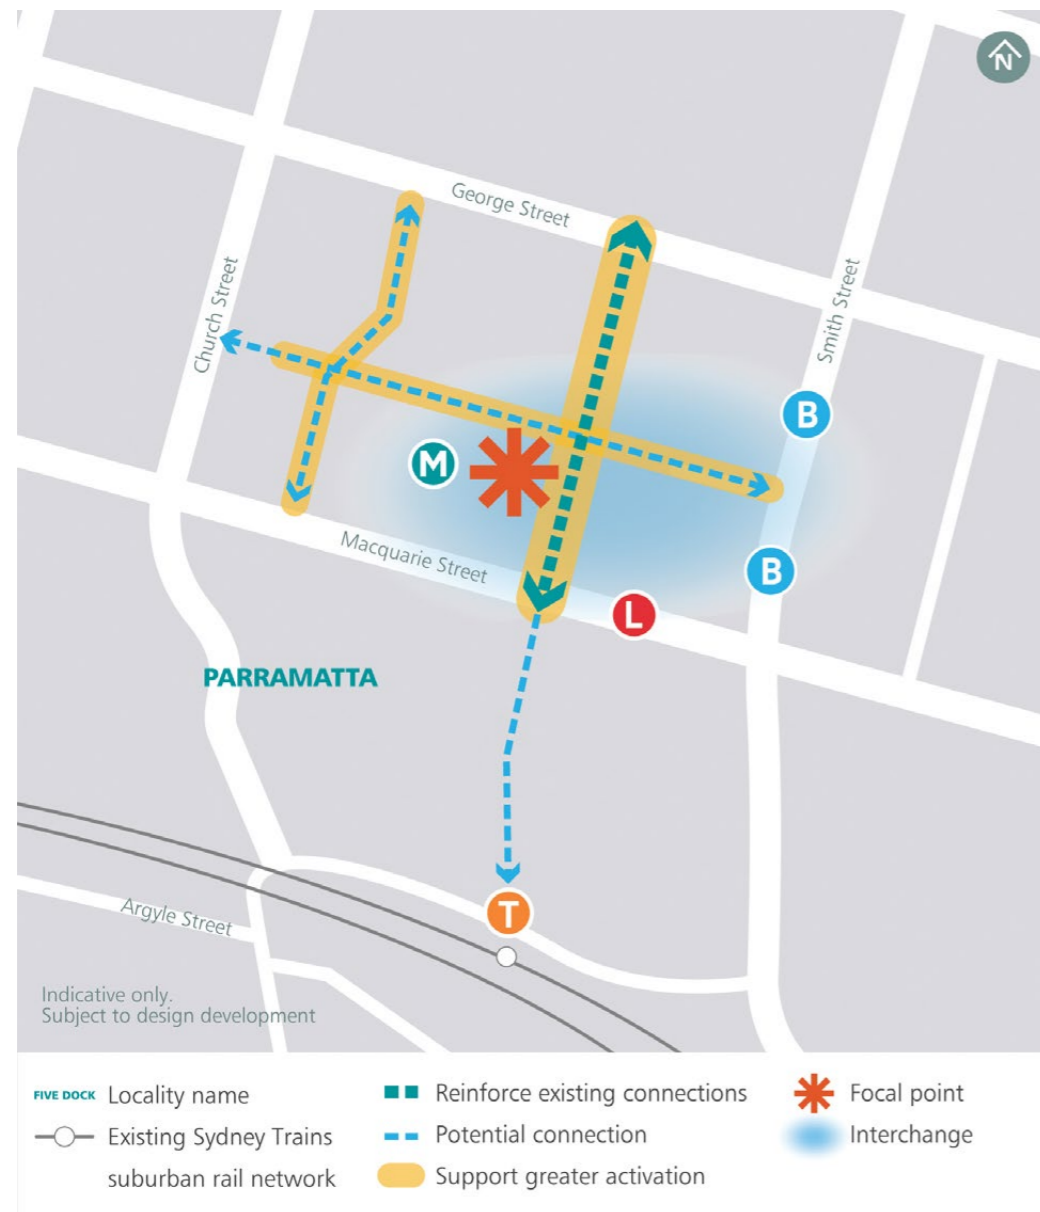 N
George Street
Church Street
Smith Street
B
M
Macquarie Street
B
L
PARRAMATTA
T
Argyle Street
Indicative only.
Subject to design development
FIVE DOCK Locality name
Existing Sydney Trains
suburban rail network
Reinforce existing connections
Potential connection
Support greater activation
Focal point
Interchange